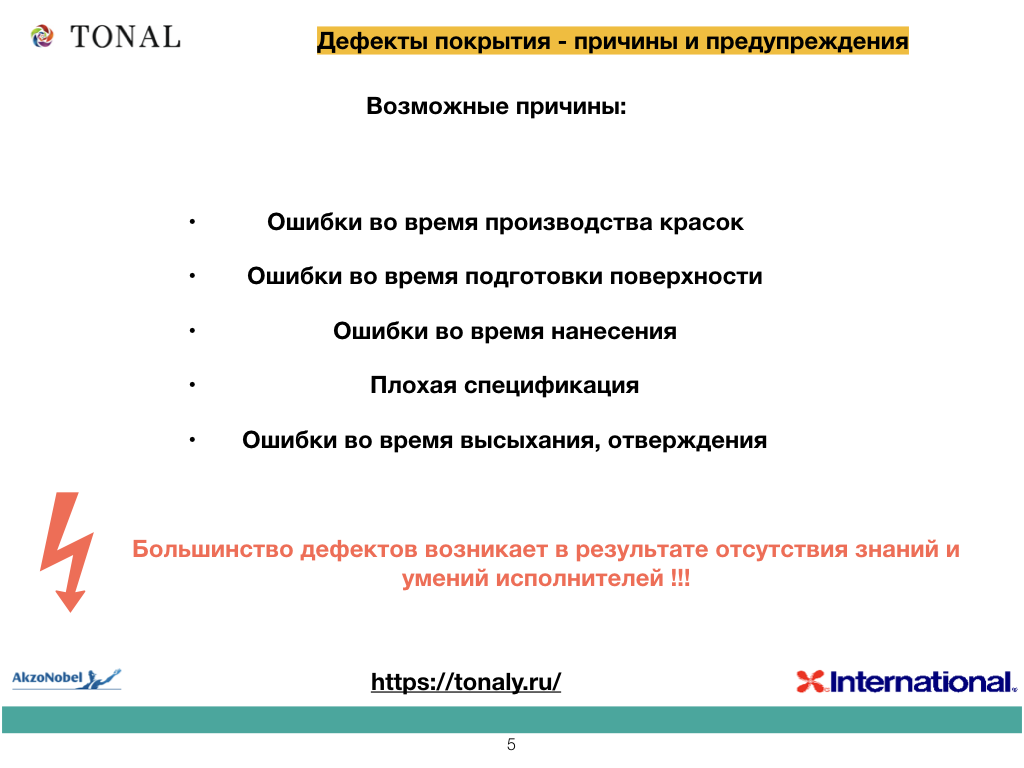 TONAL
Дефекты покрытия - причины и предупреждения
Возможные причины:
• Ошибки во время производства красок
• Ошибки во время подготовки поверхности
• Ошибки во время нанесения
• Плохая спецификация
• Ошибки во время высыхания, отверждения
Большинство дефектов возникает в результате отсутствия знаний и
умений исполнителей !!!
AkzoNobel
https://tonaly.ru/
International.
5